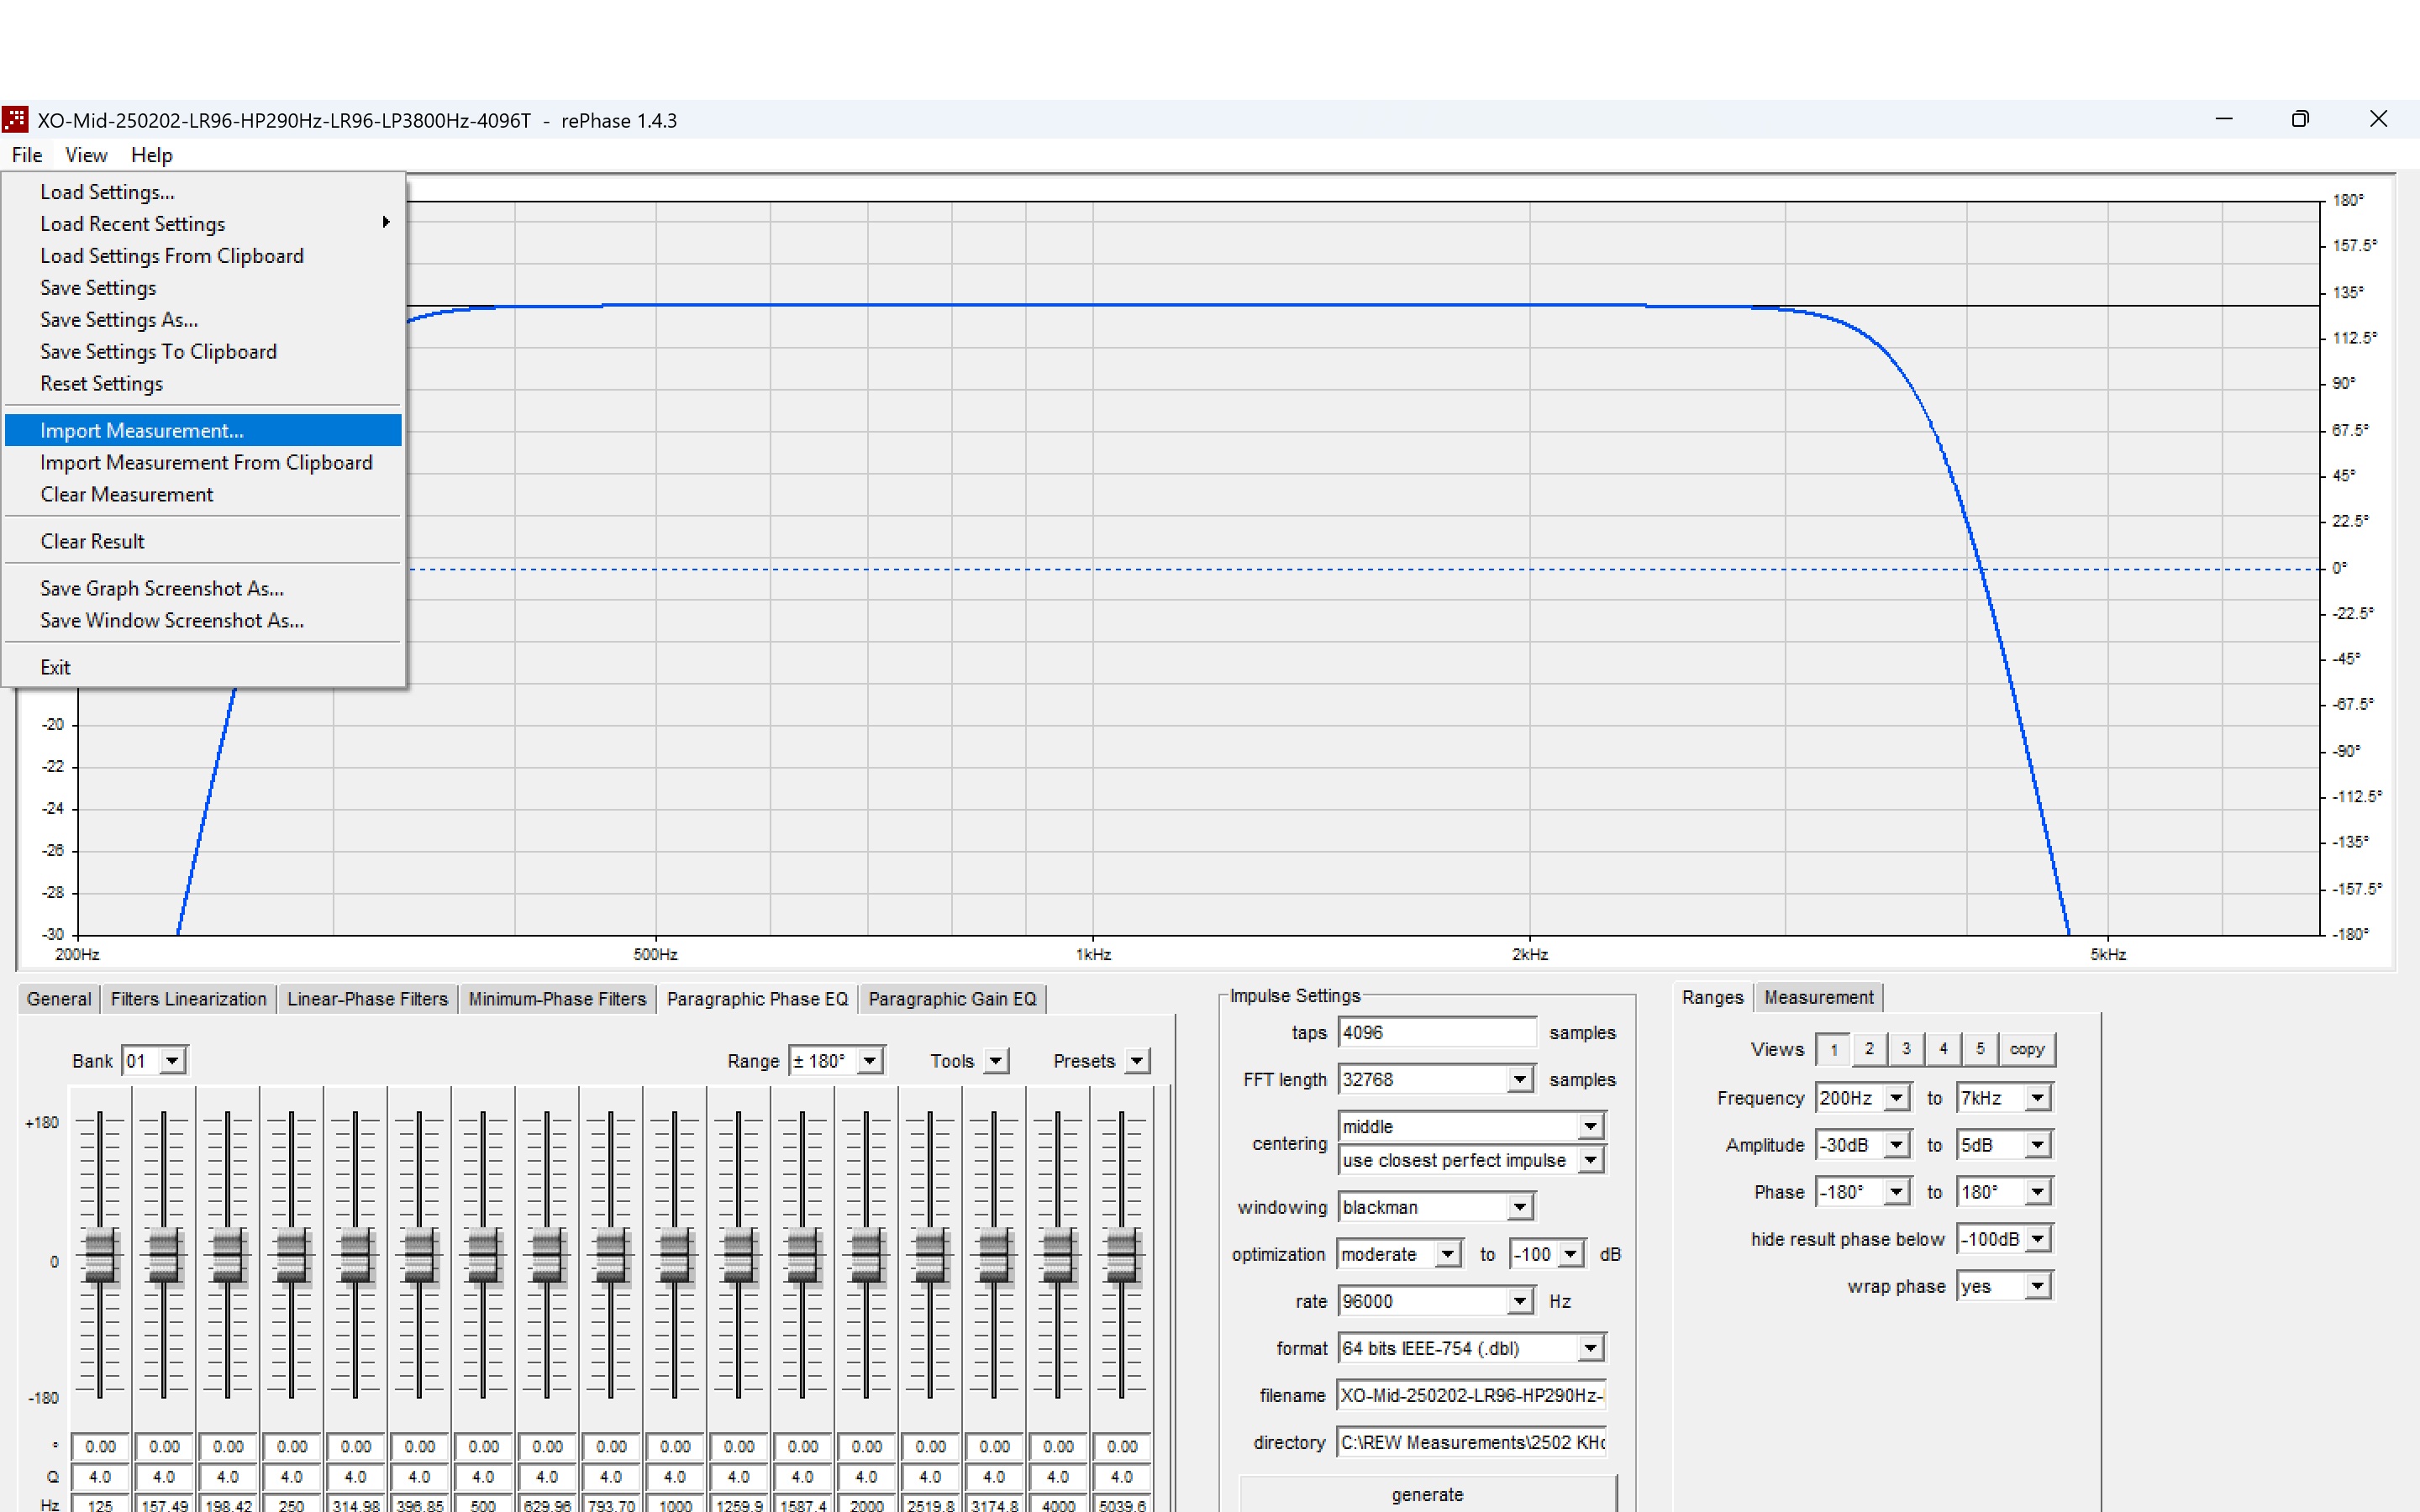 XO-Mid-250202-LR96-HP290Hz-LR96-LP3800Hz-4096T - rePhase 1.4.3
File View Help
Load Settings...
Load Recent Settings
Load Settings From Clipboard
Save Settings
Save Settings As...
Save Settings To Clipboard
Reset Settings
Import Measurement...
Import Measurement From Clipboard
Clear Measurement
Clear Result
Save Graph Screenshot As...
Save Window Screenshot As...
Exit
180°
157.5°
135°
112.5°
90°
67.5°
45°
22.5°
0°
-22.5°
-45°
-67.5°
-90°
-112.5°
-135°
-157.5°
-180°
-20
-22
-24
-26
-28
-30
200Hz 500Hz 1kHz 2kHz 5kHz
General Filters Linearization Linear-Phase Filters Minimum-Phase Filters Paragraphic Phase EQ Paragraphic Gain EQ
Bank 01 Range ± 180° Tools Presets
+180
0
-180
° 0.00 0.00 0.00 0.00 0.00 0.00 0.00 0.00 0.00 0.00 0.00 0.00 0.00 0.00 0.00 0.00 0.00
Q 4.0 4.0 4.0 4.0 4.0 4.0 4.0 4.0 4.0 4.0 4.0 4.0 4.0 4.0 4.0 4.0 4.0
Hz 125 157.49 198.42 250 314.98 396.85 500 629.96 793.70 1000 1259.9 1587.4 2000 2519.8 3174.8 4000 5039.6
Impulse Settings
taps 4096 samples
FFT length 32768 samples
centering middle
use closest perfect impulse
windowing blackman
optimization moderate to -100 dB
rate 96000 Hz
format 64 bits IEEE-754 (.dbl)
filename XO-Mid-250202-LR96-HP290Hz-
directory C:\REW Measurements\2502 KHo
generate
Ranges Measurement
Views 1 2 3 4 5 copy
Frequency 200Hz to 7kHz
Amplitude -30dB to 5dB
Phase -180° to 180°
hide result phase below -100dB
wrap phase yes